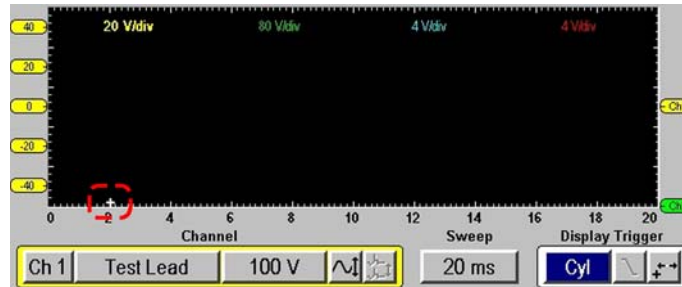 40 20 V/div 80 V/div 4 V/div 4 V/div
20
0 Ch
-20
-40
Ch
0 2 4 6 8 10 12 14 16 18 20
Channel Sweep Display Trigger
Ch 1 Test Lead 100 V 20 ms Cyl